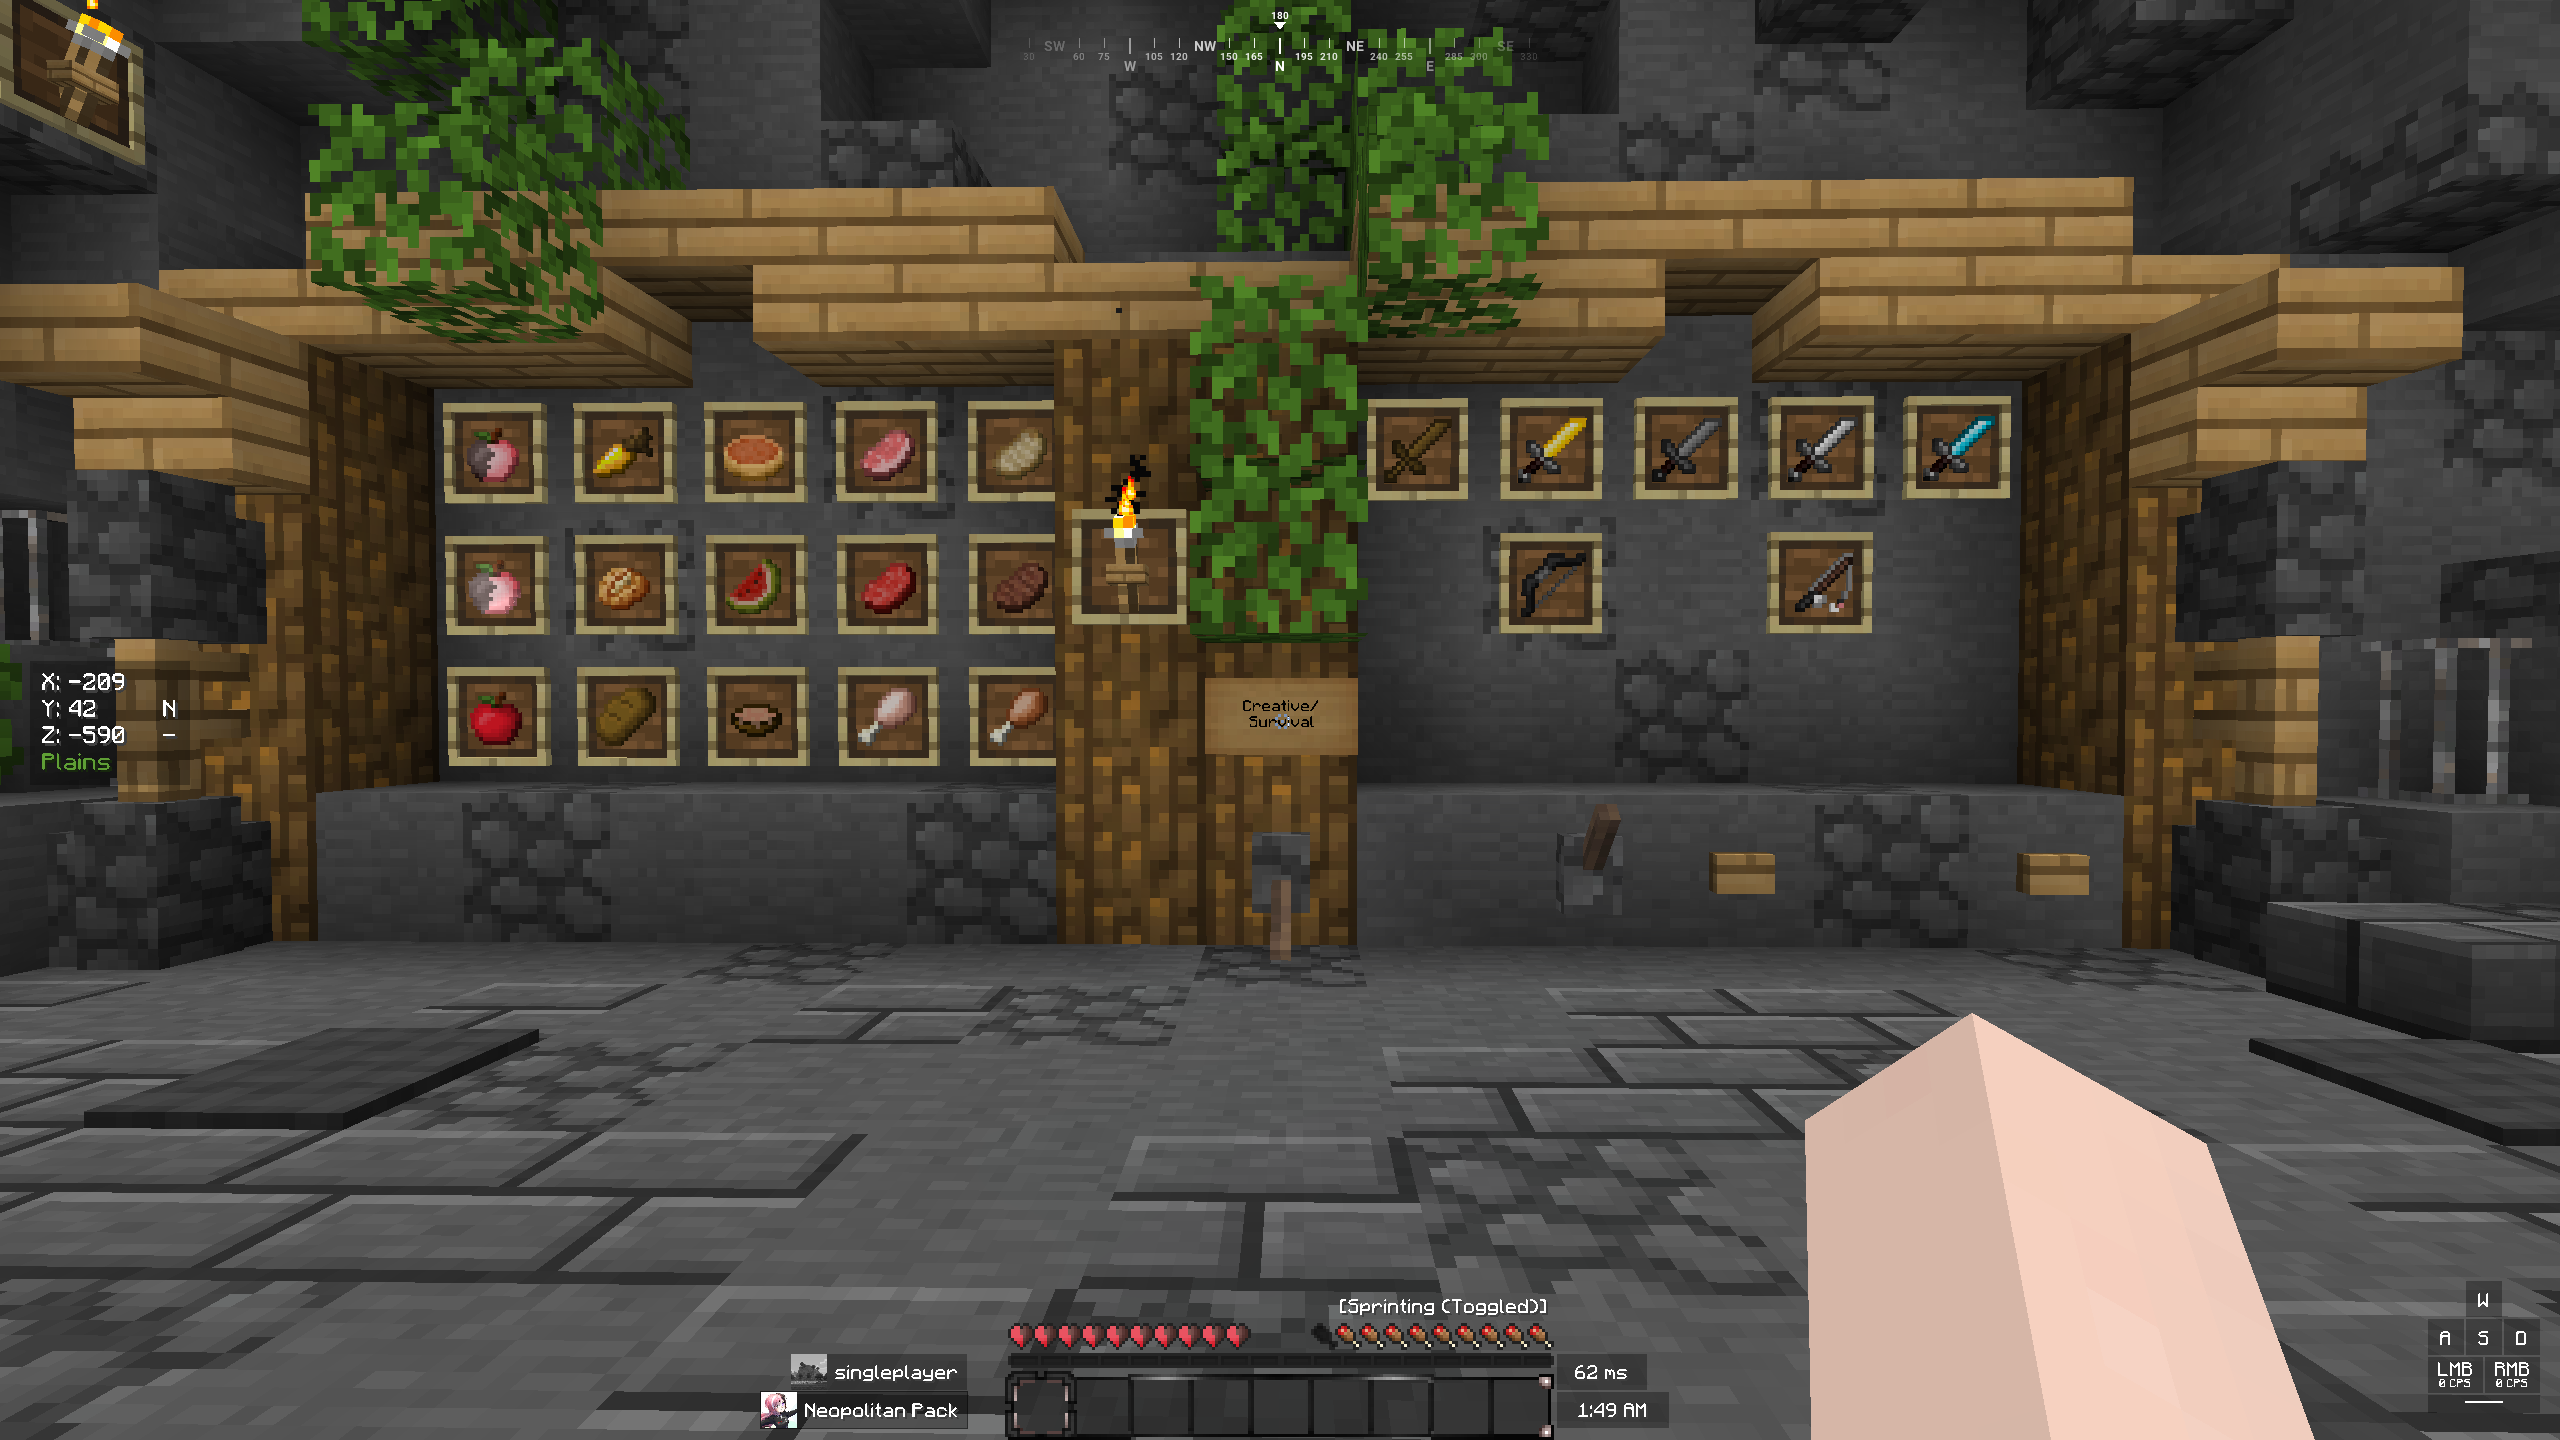 180
SW NW NE SE
30 60 75 105 120 150 165 195 210 240 255 285 300 330
W N E
Creative/
Survival
X: -209
Y: 42 N
Z: -590 -
Plains
[Sprinting (Toggled)]
singleplayer
Neopolitan Pack
62 ms
1:49 AM
W
A S D
LMB RMB
0 CPS 0 CPS